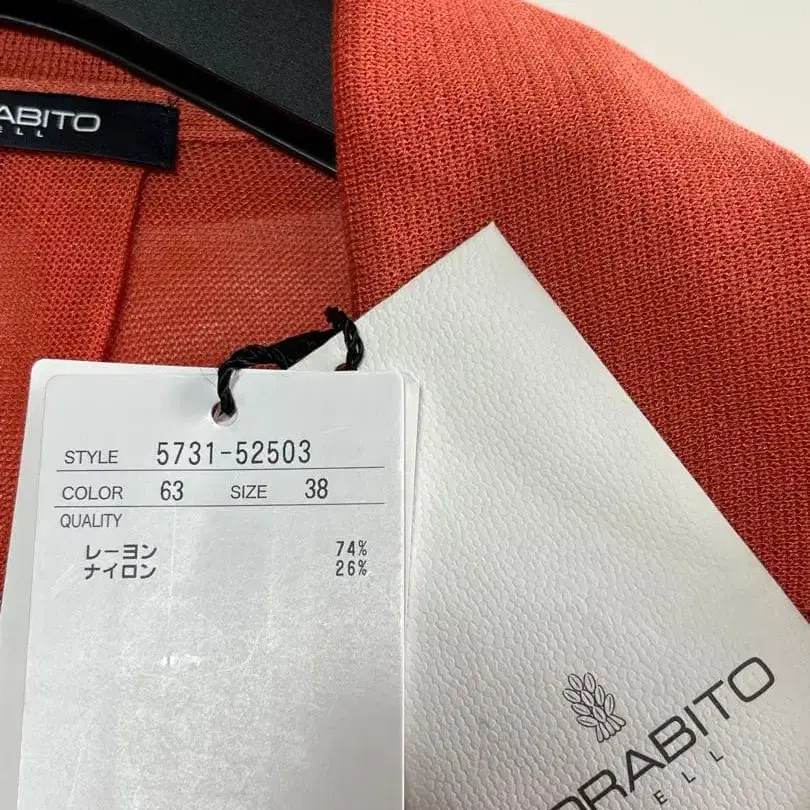 RABITO
ELL
STYLE 5731-52503
COLOR 63 SIZE 38
QUALITY
レーヨン 74%
ナイロン 26%
ORABITO
ELL